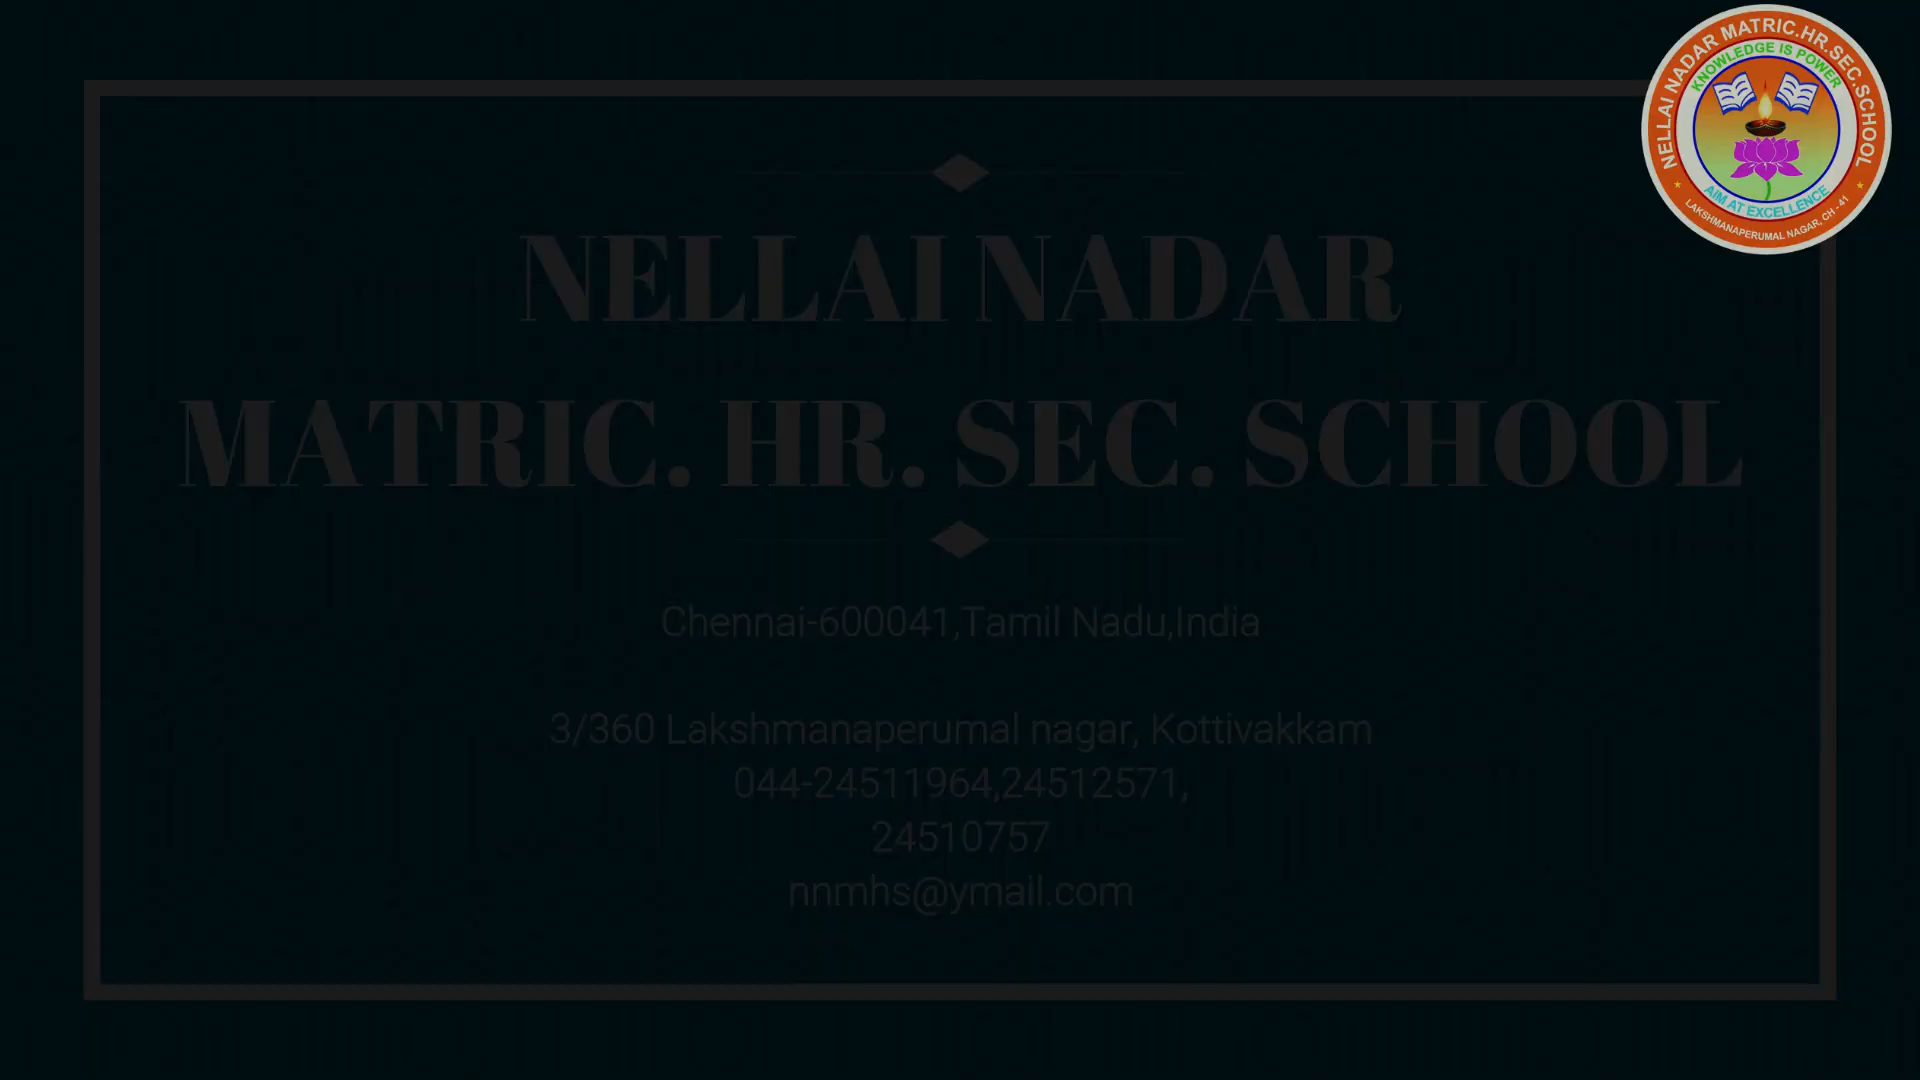 NELLAI NADAR MATRIC.HR.SEC.SCHOOL
KNOWLEDGE IS POWER
AIM AT EXCELLENCE
LAKSHMANAPERUMAL NAGAR, CH - 41
NELLAI NADAR
MATRIC. HR. SEC. SCHOOL
Chennai-600041,Tamil Nadu,India
3/360 Lakshmanaperumal nagar, Kottivakkam
044-24511964,24512571,
24510757
nnmhs@ymail.com